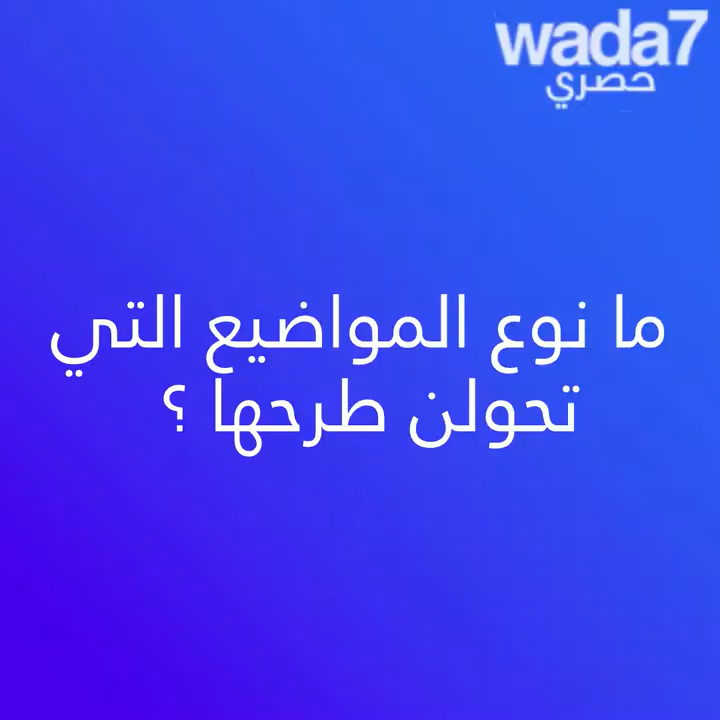 wada7
حصري
ما نوع المواضيع التي
تحولن طرحها ؟